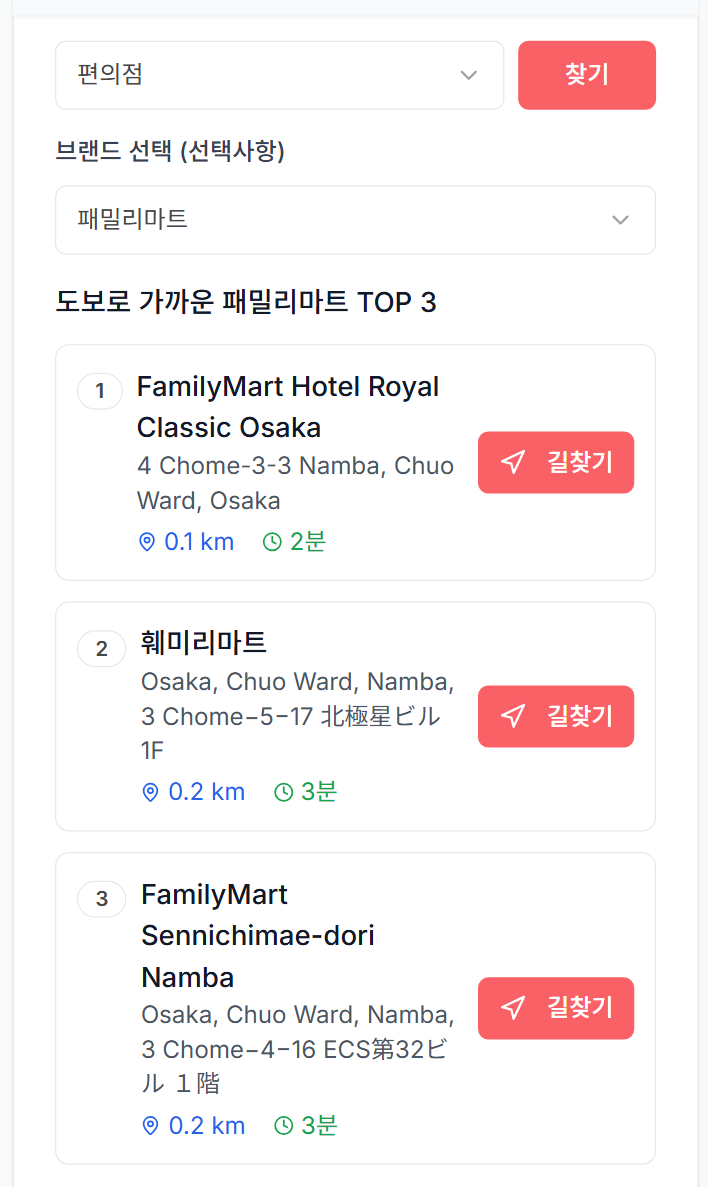 편의점
찾기
브랜드 선택 (선택사항)
패밀리마트
도보로 가까운 패밀리마트 TOP 3
1
FamilyMart Hotel Royal
Classic Osaka
4 Chome-3-3 Namba, Chuo
Ward, Osaka
0.1 km
2분
길찾기
2
훼미리마트
Osaka, Chuo Ward, Namba,
3 Chome−5−17 北極星ビル
1F
0.2 km
3분
길찾기
3
FamilyMart
Sennichimae-dori
Namba
Osaka, Chuo Ward, Namba,
3 Chome−4−16 ECS第32ビ
ル １階
0.2 km
3분
길찾기